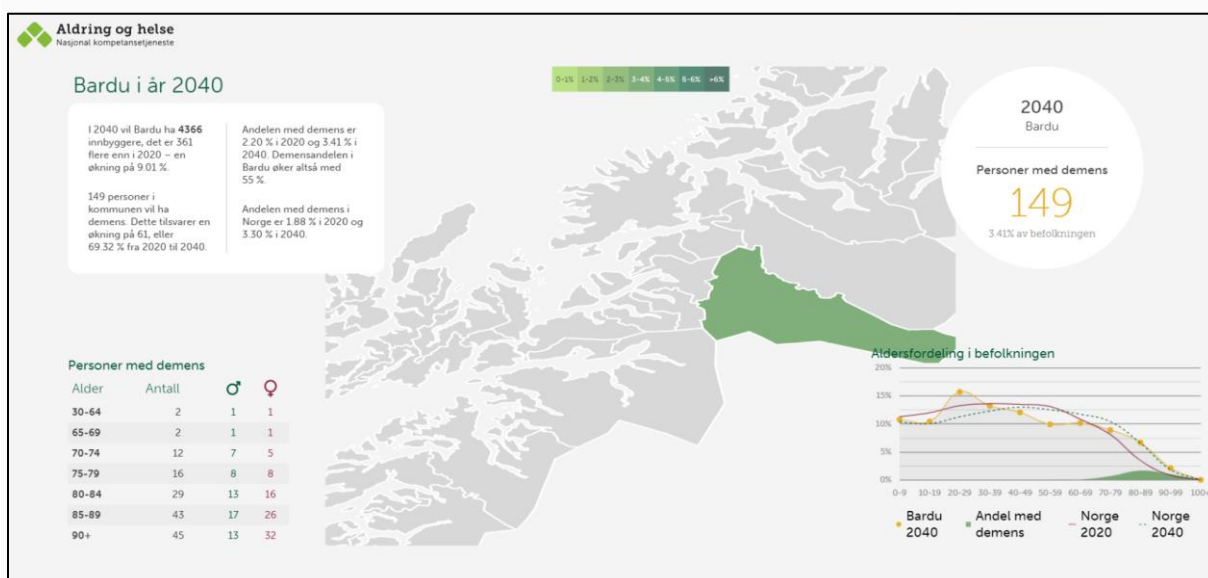 Aldring og helse
Nasjonal kompetansetjeneste
Bardu i år 2040
I 2040 vil Bardu ha 4366
innbyggere, det er 361
flere enn i 2020 – en
økning på 9.01 %.
149 personer i
kommunen vil ha
demens. Dette tilsvarer en
økning på 61, eller
69.32 % fra 2020 til 2040.
Andelen med demens er
2.20 % i 2020 og 3.41 % i
2040. Demensandelen i
Bardu øker altså med
55 %.
Andelen med demens i
Norge er 1.88 % i 2020 og
3.30 % i 2040.
0-1% 1-2% 2-3% 3-4% 4-5% 5-6% >6%
2040
Bardu
Personer med demens
149
3.41% av befolkningen
Personer med demens
Alder Antall ♂ ♀
30-64 2 1 1
65-69 2 1 1
70-74 12 7 5
75-79 16 8 8
80-84 29 13 16
85-89 43 17 26
90+ 45 13 32
Aldersfordeling i befolkningen
20%
15%
10%
5%
0%
0-9 10-19 20-29 30-39 40-49 50-59 60-69 70-79 80-89 90-99 100+
Bardu 2040
Andel med demens
Norge 2020
Norge 2040